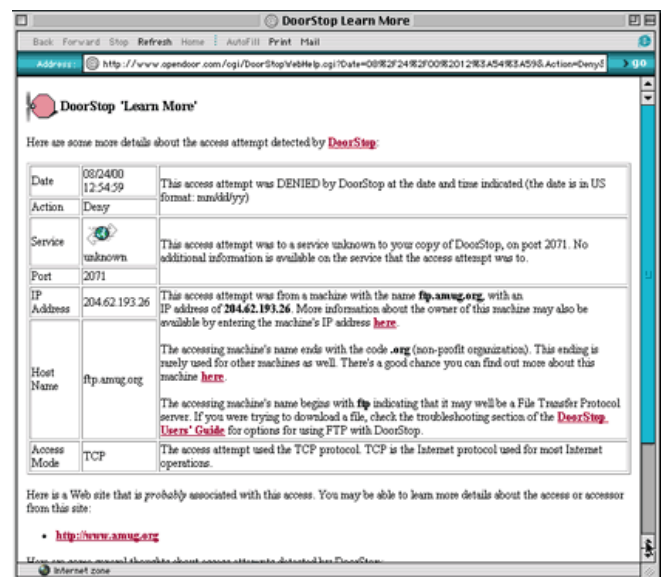 DoorStop Learn More
Back Forward Stop Refresh Home AutoFill Print Mail
Address: http://www.opendoor.com/cgi/DoorStopWebHelp.cgi?Date=08%2F24%2F00%2012%3A54%3A59&Action=Deny& go
DoorStop 'Learn More'
Here are some more details about the access attempt detected by DoorStop:
Date
08/24/00
12:54:59
This access attempt was DENIED by DoorStop at the date and time indicated (the date is in US
format: mm/dd/yy)
Action Deny
Service
unknown
This access attempt was to a service unknown to your copy of DoorStop, on port 2071. No
additional information is available on the service that the access attempt was to.
Port 2071
IP
Address
204.62.193.26
This access attempt was from a machine with the name ftp.amug.org, with an
IP address of 204.62.193.26. More information about the owner of this machine may also be
available by entering the machine's IP address here.
Host
Name
ftp.amug.org
The accessing machine's name ends with the code .org (non-profit organization). This ending is
rarely used for other machines as well. There's a good chance you can find out more about this
machine here.
The accessing machine's name begins with ftp indicating that it may well be a File Transfer Protocol
server. If you were trying to download a file, check the troubleshooting section of the DoorStop
Users' Guide for options for using FTP with DoorStop.
Access
Mode
TCP
The access attempt used the TCP protocol. TCP is the Internet protocol used for most Internet
operations.
Here is a Web site that is probably associated with this access. You may be able to learn more details about the access or accessor
from this site:
• http://www.amug.org
Here are some general thoughts about access attempts detected by DoorStop:
Internet zone